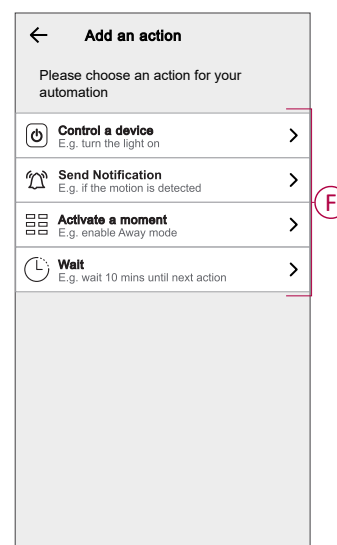 Add an action
Please choose an action for your
automation
Control a device
E.g. turn the light on
Send Notification
E.g. if the motion is detected
Activate a moment
E.g. enable Away mode
Wait
E.g. wait 10 mins until next action
F